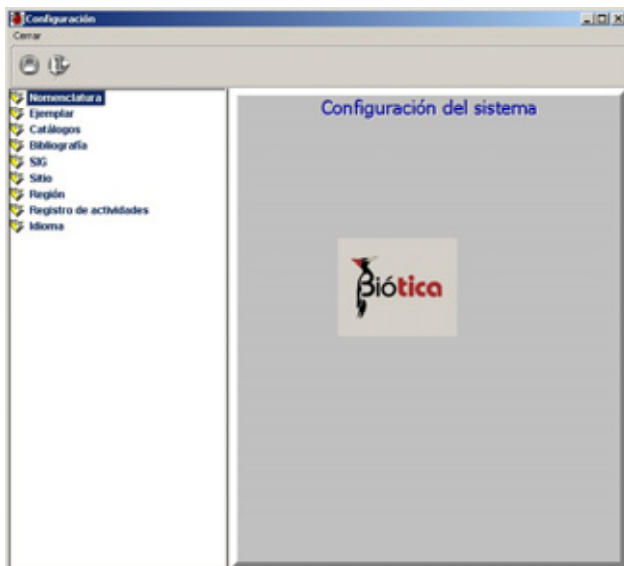 Configuración
Cerrar
Nomenclatura
Ejemplar
Catálogos
Bibliografía
SIG
Sitio
Región
Registro de actividades
Idioma
Configuración del sistema
Biótica